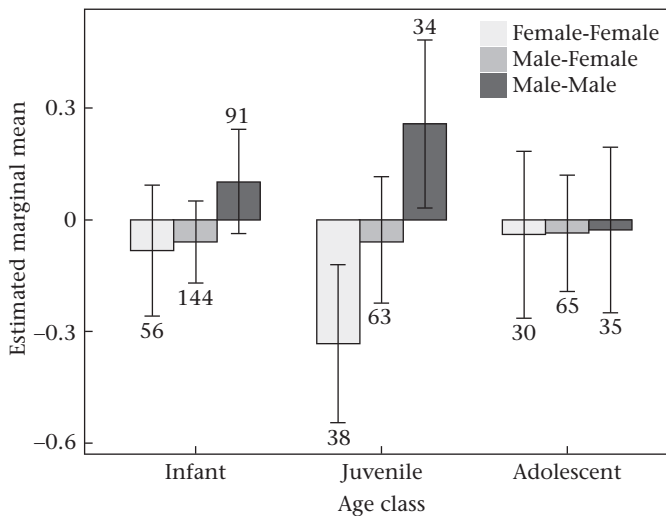 34
Female-Female
Male-Female
Male-Male
0.3
91
Estimated marginal mean
0
144
56
63
30
65
35
−0.3
38
−0.6
Infant
Juvenile
Adolescent
Age class